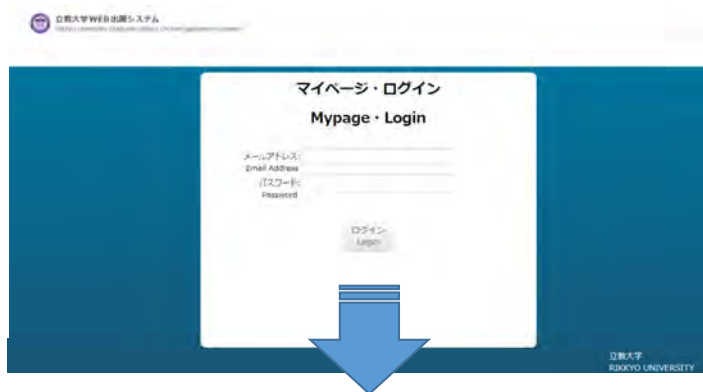 立教大学WEB出願システム
マイページ・ログイン
Mypage・Login
メールアドレス:
Email Address
パスワード:
Password
ログイン
Login
立教大学
RIKKYO UNIVERSITY